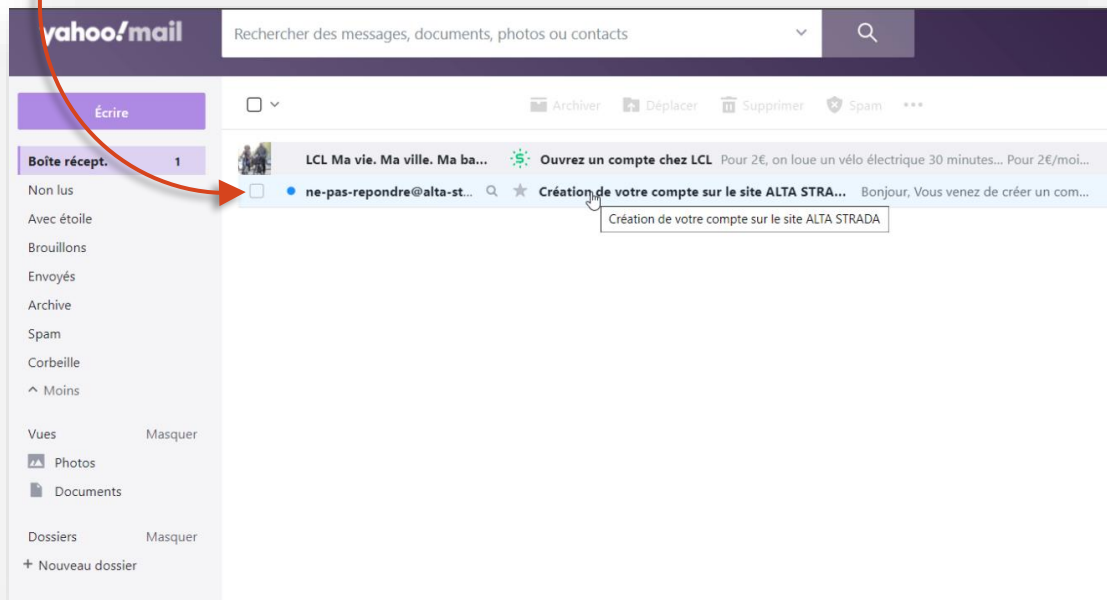 yahoo!mail
Rechercher des messages, documents, photos ou contacts
Écrire
Archiver Déplacer Supprimer Spam •••
Boîte récept. 1
LCL Ma vie. Ma ville. Ma ba... Ouvrez un compte chez LCL Pour 2€, on loue un vélo électrique 30 minutes... Pour 2€/moi...
Non lus
ne-pas-repondre@alta-st... Création de votre compte sur le site ALTA STRA... Bonjour, Vous venez de créer un com...
Création de votre compte sur le site ALTA STRADA
Avec étoile
Brouillons
Envoyés
Archive
Spam
Corbeille
Moins
Vues Masquer
Photos
Documents
Dossiers Masquer
+ Nouveau dossier